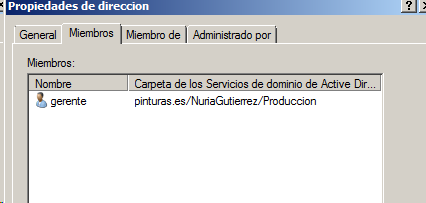 Propiedades de direccion
General Miembros Miembro de Administrado por
Miembros:
Nombre Carpeta de los Servicios de dominio de Active Dir...
gerente pinturas.es/NuriaGutierrez/Produccion